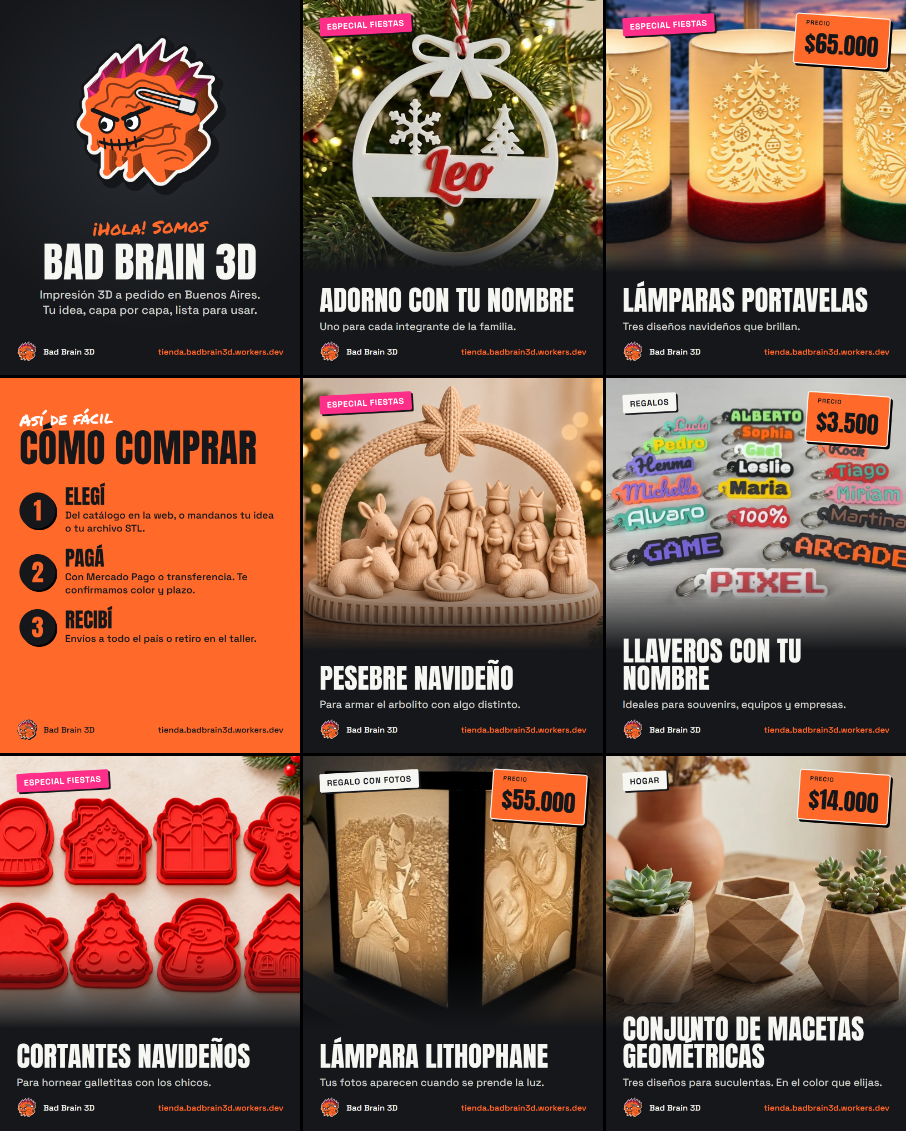 ¡Hola! Somos
BAD BRAIN 3D
Impresión 3D a pedido en Buenos Aires.
Tu idea, capa por capa, lista para usar.
Bad Brain 3D
tienda.badbrain3d.workers.dev
ESPECIAL FIESTAS
Leo
ADORNO CON TU NOMBRE
Uno para cada integrante de la familia.
Bad Brain 3D
tienda.badbrain3d.workers.dev
ESPECIAL FIESTAS
PRECIO
$65.000
LÁMPARAS PORTAVELAS
Tres diseños navideños que brillan.
Bad Brain 3D
tienda.badbrain3d.workers.dev
ASÍ DE FÁCIL
CÓMO COMPRAR
1
ELEGÍ
Del catálogo en la web, o mandanos tu idea
o tu archivo STL.
2
PAGÁ
Con Mercado Pago o transferencia. Te
confirmamos color y plazo.
3
RECIBÍ
Envíos a todo el país o retiro en el taller.
Bad Brain 3D
tienda.badbrain3d.workers.dev
ESPECIAL FIESTAS
PESEBRE NAVIDEÑO
Para armar el arbolito con algo distinto.
Bad Brain 3D
tienda.badbrain3d.workers.dev
REGALOS
PRECIO
$3.500
Lucía
ALBERTO
Pedro
Sophia
Rock
Henma
Gael
Leslie
Tiago
Michelle
Maria
Miriam
Alvaro
100%
Martina
GAME
ARCADE
PIXEL
LLAVEROS CON TU
NOMBRE
Ideales para souvenirs, equipos y empresas.
Bad Brain 3D
tienda.badbrain3d.workers.dev
ESPECIAL FIESTAS
CORTANTES NAVIDEÑOS
Para hornear galletitas con los chicos.
Bad Brain 3D
tienda.badbrain3d.workers.dev
REGALO CON FOTOS
PRECIO
$55.000
LÁMPARA LITHOPHANE
Tus fotos aparecen cuando se prende la luz.
Bad Brain 3D
tienda.badbrain3d.workers.dev
HOGAR
PRECIO
$14.000
CONJUNTO DE MACETAS
GEOMÉTRICAS
Tres diseños para suculentas. En el color que elijas.
Bad Brain 3D
tienda.badbrain3d.workers.dev